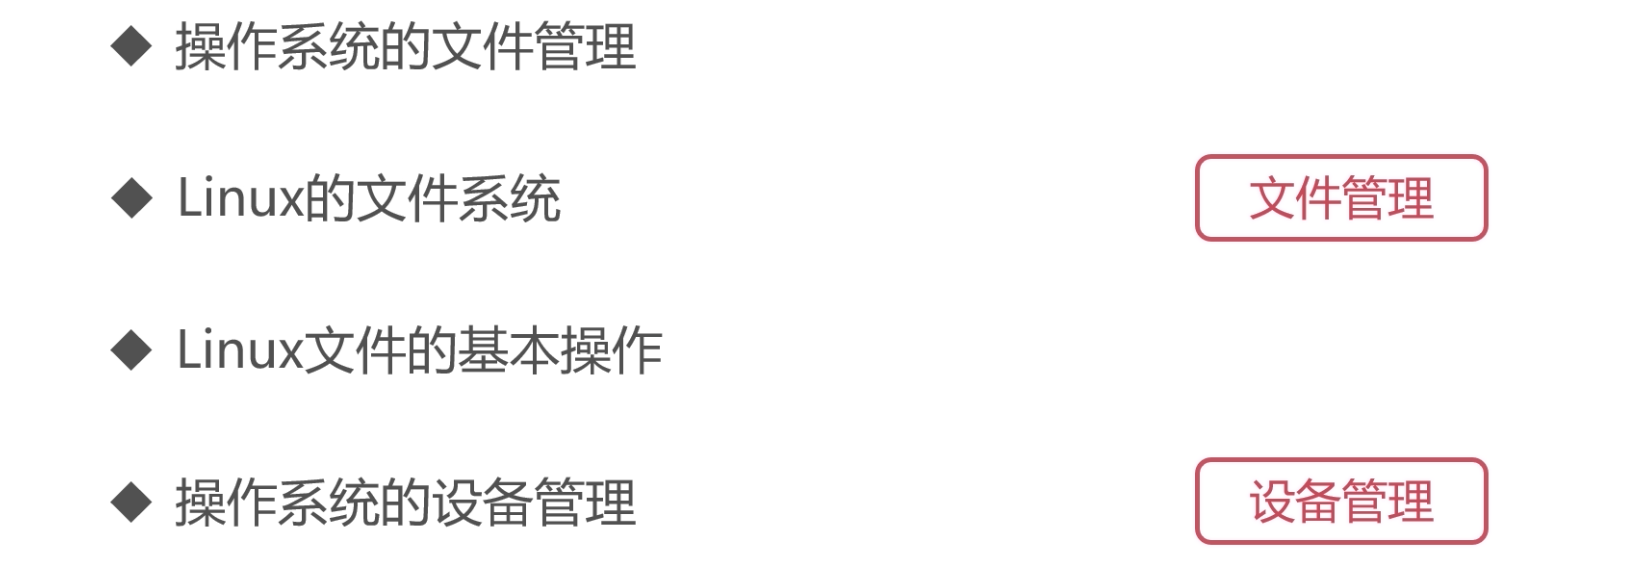 操作系统的文件管理
Linux的文件系统
文件管理
Linux文件的基本操作
操作系统的设备管理
设备管理